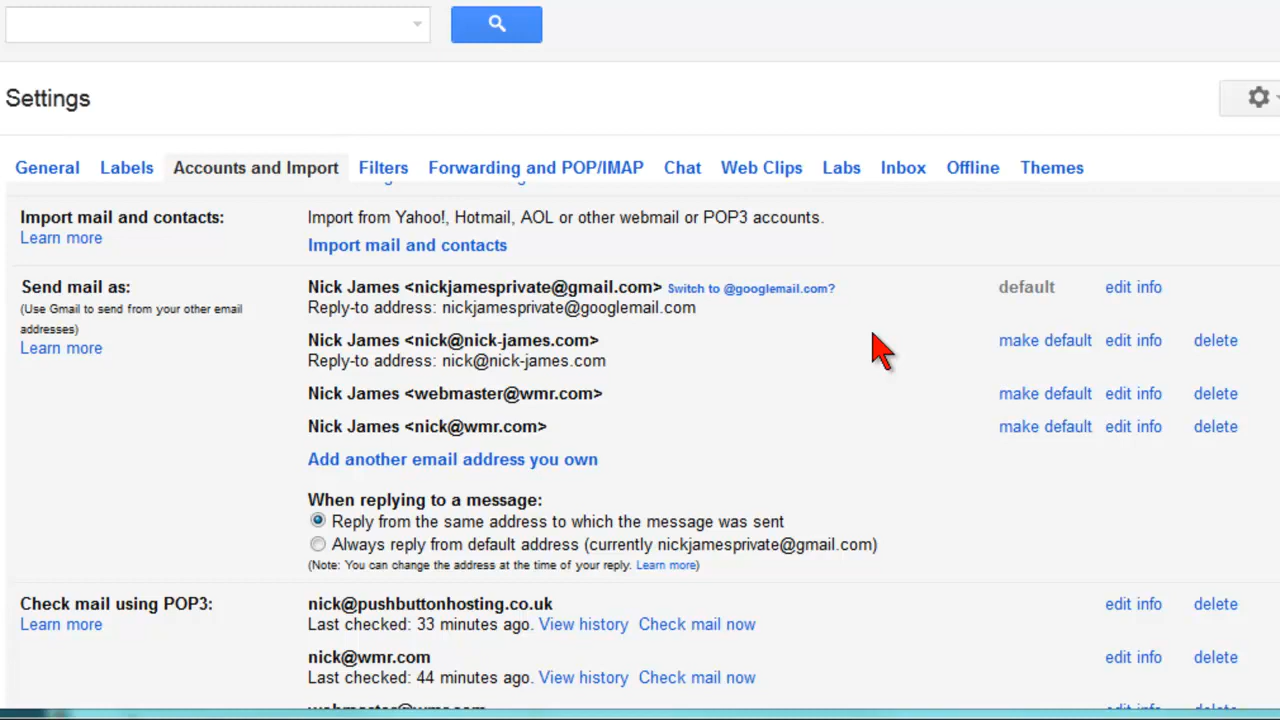 Settings
General Labels Accounts and Import Filters Forwarding and POP/IMAP Chat Web Clips Labs Inbox Offline Themes
Import mail and contacts: Import from Yahoo!, Hotmail, AOL or other webmail or POP3 accounts.
Learn more
Import mail and contacts
Send mail as: Nick James <nickjamesprivate@gmail.com> Switch to @googlemail.com? default edit info
(Use Gmail to send from your other email Reply-to address: nickjamesprivate@googlemail.com
addresses)
Learn more Nick James <nick@nick-james.com> make default edit info delete
Reply-to address: nick@nick-james.com
Nick James <webmaster@wmr.com> make default edit info delete
Nick James <nick@wmr.com> make default edit info delete
Add another email address you own
When replying to a message:
Reply from the same address to which the message was sent
Always reply from default address (currently nickjamesprivate@gmail.com)
(Note: You can change the address at the time of your reply. Learn more)
Check mail using POP3: nick@pushbuttonhosting.co.uk edit info delete
Learn more Last checked: 33 minutes ago. View history Check mail now
nick@wmr.com edit info delete
Last checked: 44 minutes ago. View history Check mail now